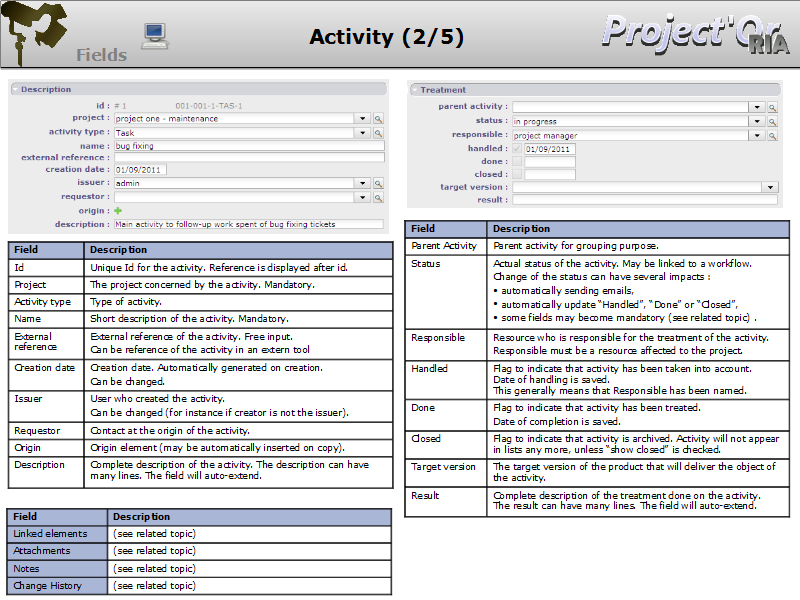 Fields
Activity (2/5)
Project'Or
RIA
Description
id : # 1 001-001-1-TAS-1
project : project one - maintenance
activity type : Task
name : bug fixing
external reference :
creation date : 01/09/2011
issuer : admin
requestor :
origin :
description : Main activity to follow-up work spent of bug fixing tickets
Field Description
Id Unique Id for the activity. Reference is displayed after id.
Project The project concerned by the activity. Mandatory.
Activity type Type of activity.
Name Short description of the activity. Mandatory.
External reference External reference of the activity. Free input.
Can be reference of the activity in an extern tool
Creation date Creation date. Automatically generated on creation.
Can be changed.
Issuer User who created the activity.
Can be changed (for instance if creator is not the issuer).
Requestor Contact at the origin of the activity.
Origin Origin element (may be automatically inserted on copy).
Description Complete description of the activity. The description can have
many lines. The field will auto-extend.
Field Description
Linked elements (see related topic)
Attachments (see related topic)
Notes (see related topic)
Change History (see related topic)
Treatment
parent activity :
status : in progress
responsible : project manager
handled : 01/09/2011
done :
closed :
target version :
result :
Field Description
Parent Activity Parent activity for grouping purpose.
Status Actual status of the activity. May be linked to a workflow.
Change of the status can have several impacts :
• automatically sending emails,
• automatically update “Handled”, “Done” or “Closed”,
• some fields may become mandatory (see related topic) .
Responsible Resource who is responsible for the treatment of the activity.
Responsible must be a resource affected to the project.
Handled Flag to indicate that activity has been taken into account.
Date of handling is saved.
This generally means that Responsible has been named.
Done Flag to indicate that activity has been treated.
Date of completion is saved.
Closed Flag to indicate that activity is archived. Activity will not appear
in lists any more, unless “show closed” is checked.
Target version The target version of the product that will deliver the object of
the activity.
Result Complete description of the treatment done on the activity.
The result can have many lines. The field will auto-extend.